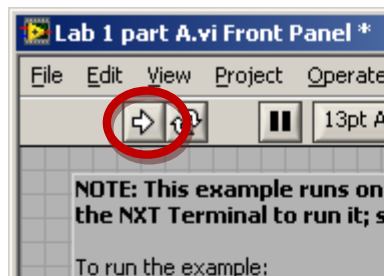 Lab 1 part A.vi Front Panel *
File Edit View Project Operate
13pt A
NOTE: This example runs on
the NXT Terminal to run it; s
To run the example: